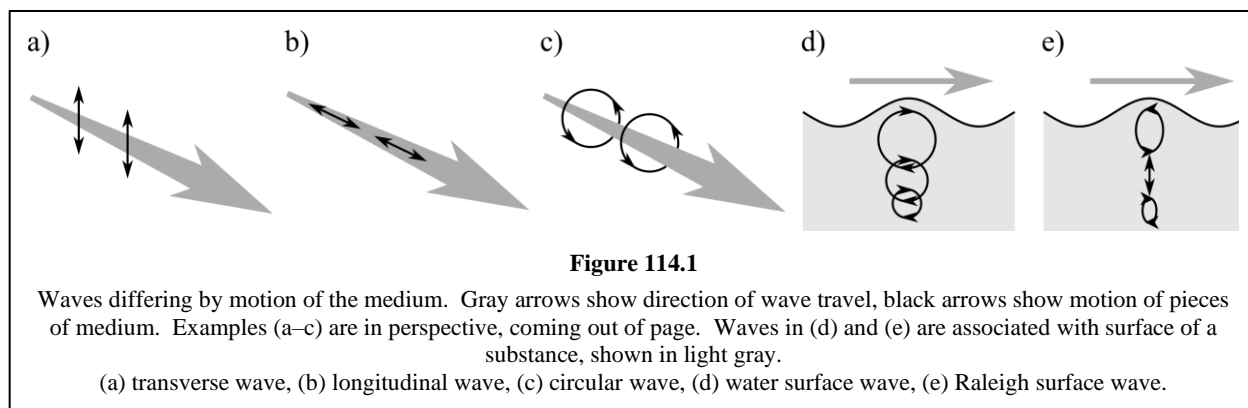 a) b) c) d) e)
Figure 114.1
Waves differing by motion of the medium. Gray arrows show direction of wave travel, black arrows show motion of pieces
of medium. Examples (a–c) are in perspective, coming out of page. Waves in (d) and (e) are associated with surface of a
substance, shown in light gray.
(a) transverse wave, (b) longitudinal wave, (c) circular wave, (d) water surface wave, (e) Raleigh surface wave.